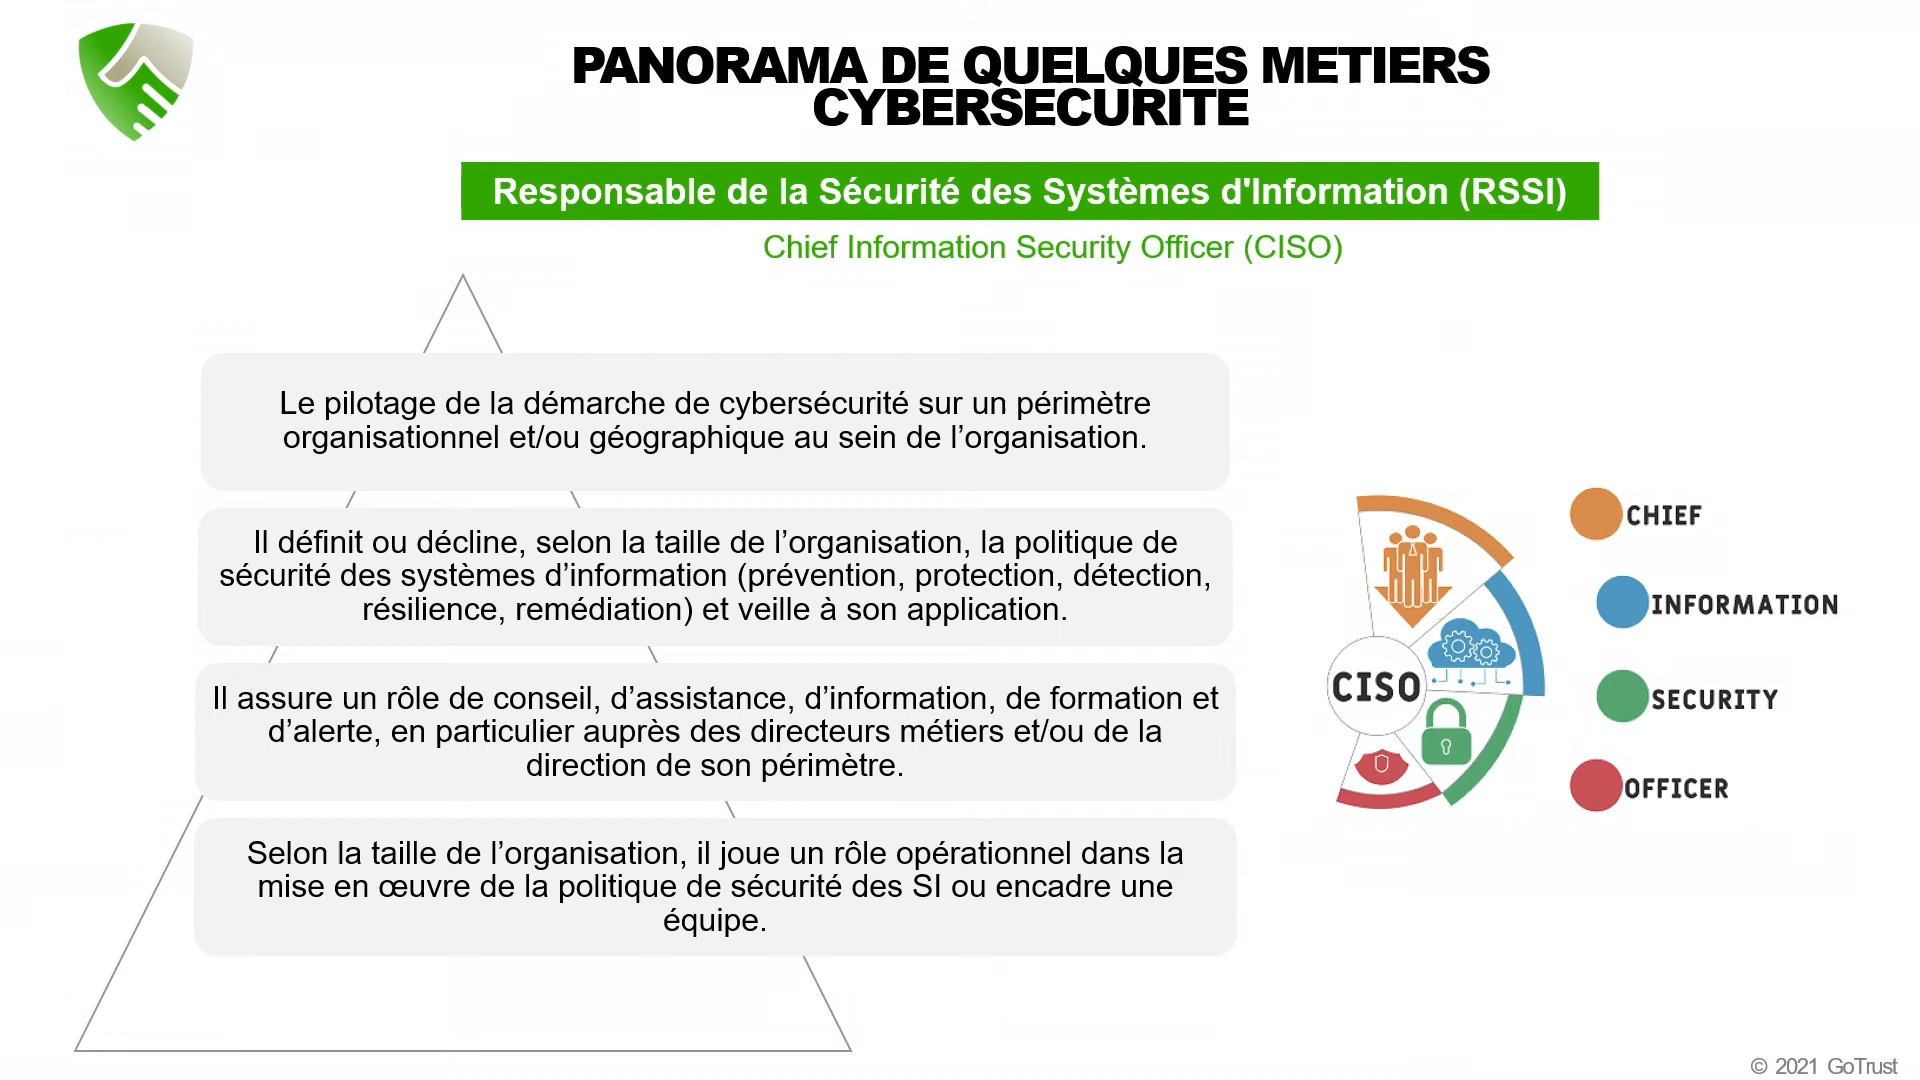 PANORAMA DE QUELQUES METIERS
CYBERSECURITE
Responsable de la Sécurité des Systèmes d'Information (RSSI)
Chief Information Security Officer (CISO)
Le pilotage de la démarche de cybersécurité sur un périmètre
organisationnel et/ou géographique au sein de l’organisation.
Il définit ou décline, selon la taille de l’organisation, la politique de
sécurité des systèmes d’information (prévention, protection, détection,
résilience, remédiation) et veille à son application.
Il assure un rôle de conseil, d’assistance, d’information, de formation et
d’alerte, en particulier auprès des directeurs métiers et/ou de la
direction de son périmètre.
Selon la taille de l’organisation, il joue un rôle opérationnel dans la
mise en œuvre de la politique de sécurité des SI ou encadre une
équipe.
CISO
CHIEF
INFORMATION
SECURITY
OFFICER
© 2021 GoTrust